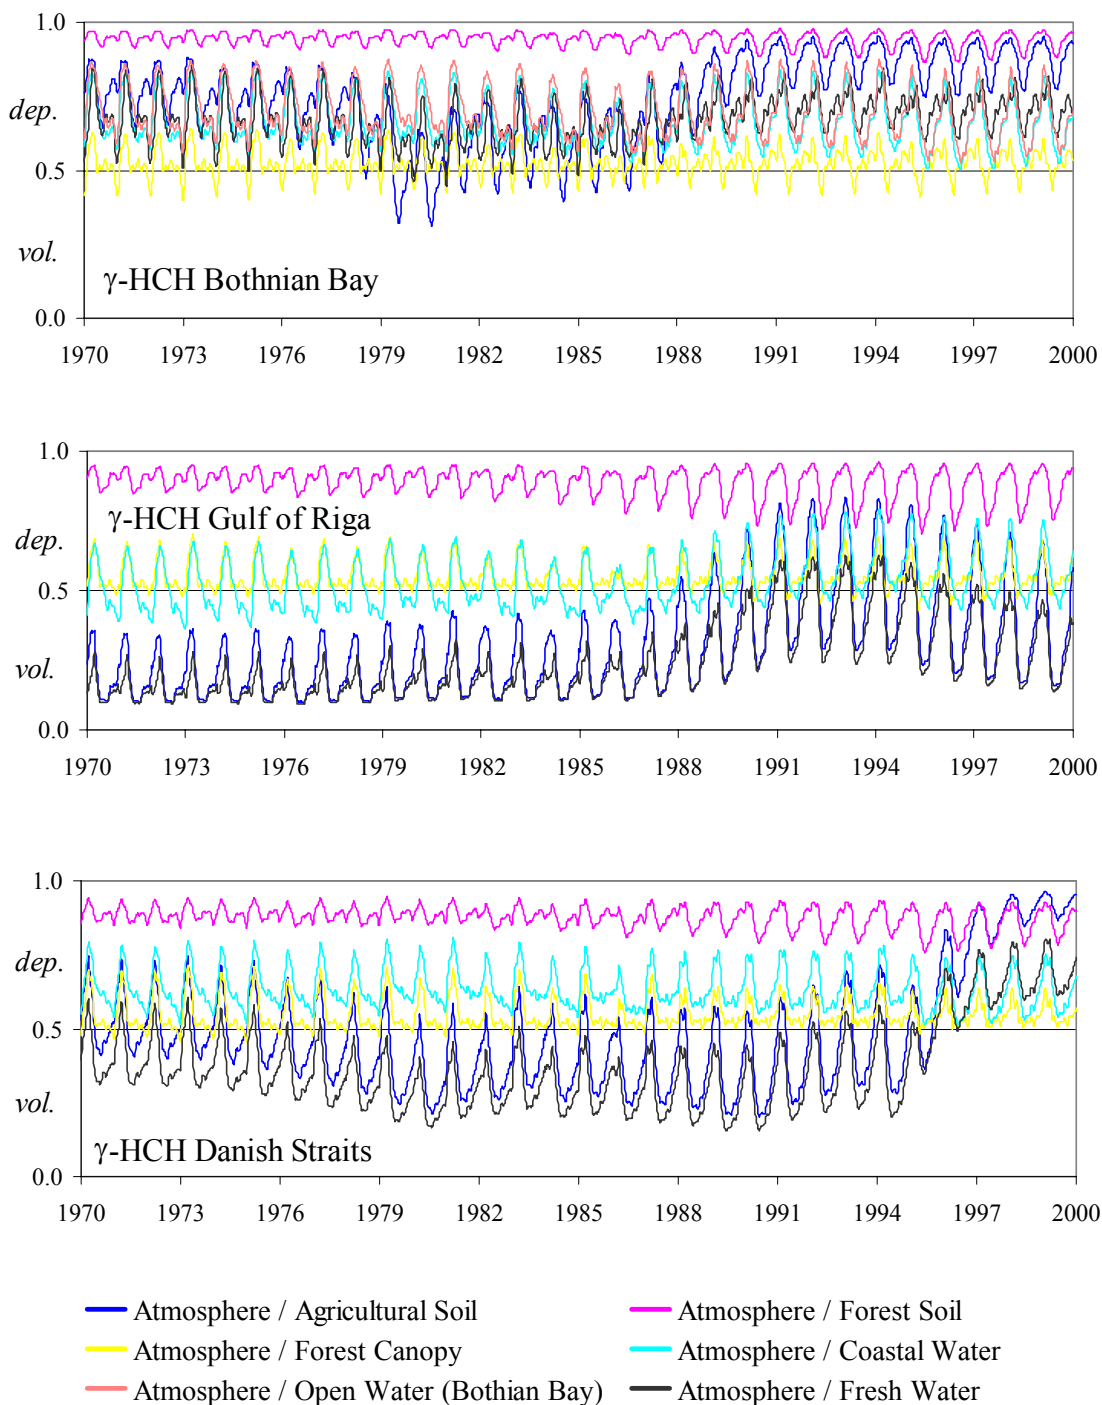 1.0
dep.
0.5
vol.
γ-HCH Bothnian Bay
0.0
1970 1973 1976 1979 1982 1985 1988 1991 1994 1997 2000
1.0
γ-HCH Gulf of Riga
dep.
0.5
vol.
0.0
1970 1973 1976 1979 1982 1985 1988 1991 1994 1997 2000
1.0
dep.
0.5
vol.
γ-HCH Danish Straits
0.0
1970 1973 1976 1979 1982 1985 1988 1991 1994 1997 2000
Atmosphere / Agricultural Soil Atmosphere / Forest Soil
Atmosphere / Forest Canopy Atmosphere / Coastal Water
Atmosphere / Open Water (Bothian Bay) Atmosphere / Fresh Water